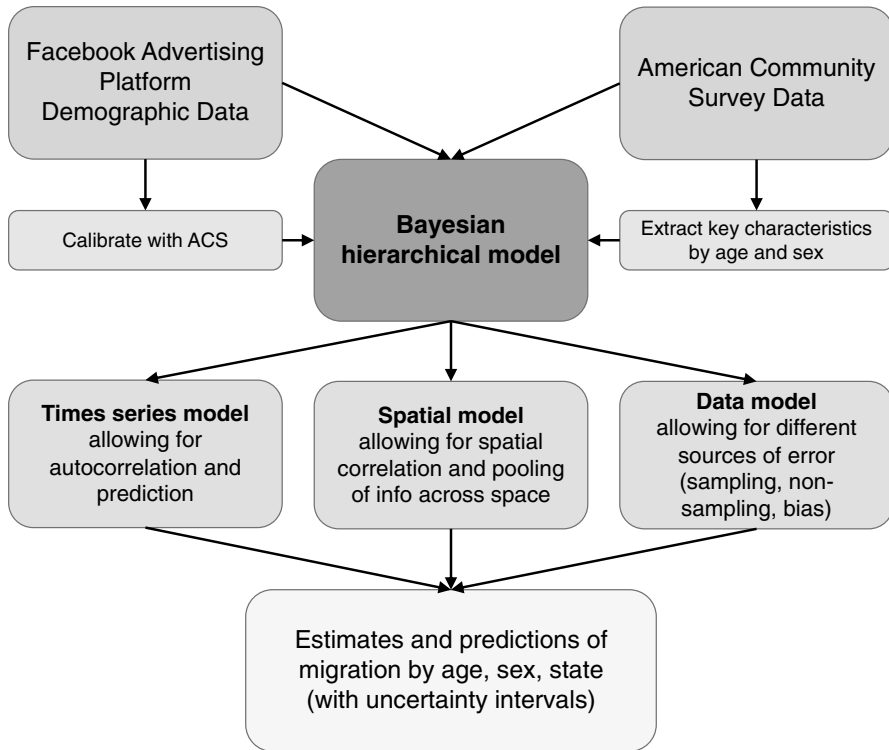 Facebook Advertising
Platform
Demographic Data
American Community
Survey Data
Calibrate with ACS
Bayesian
hierarchical model
Extract key characteristics
by age and sex
Times series model
allowing for
autocorrelation and
prediction
Spatial model
allowing for spatial
correlation and pooling
of info across space
Data model
allowing for different
sources of error
(sampling, non-
sampling, bias)
Estimates and predictions of
migration by age, sex, state
(with uncertainty intervals)